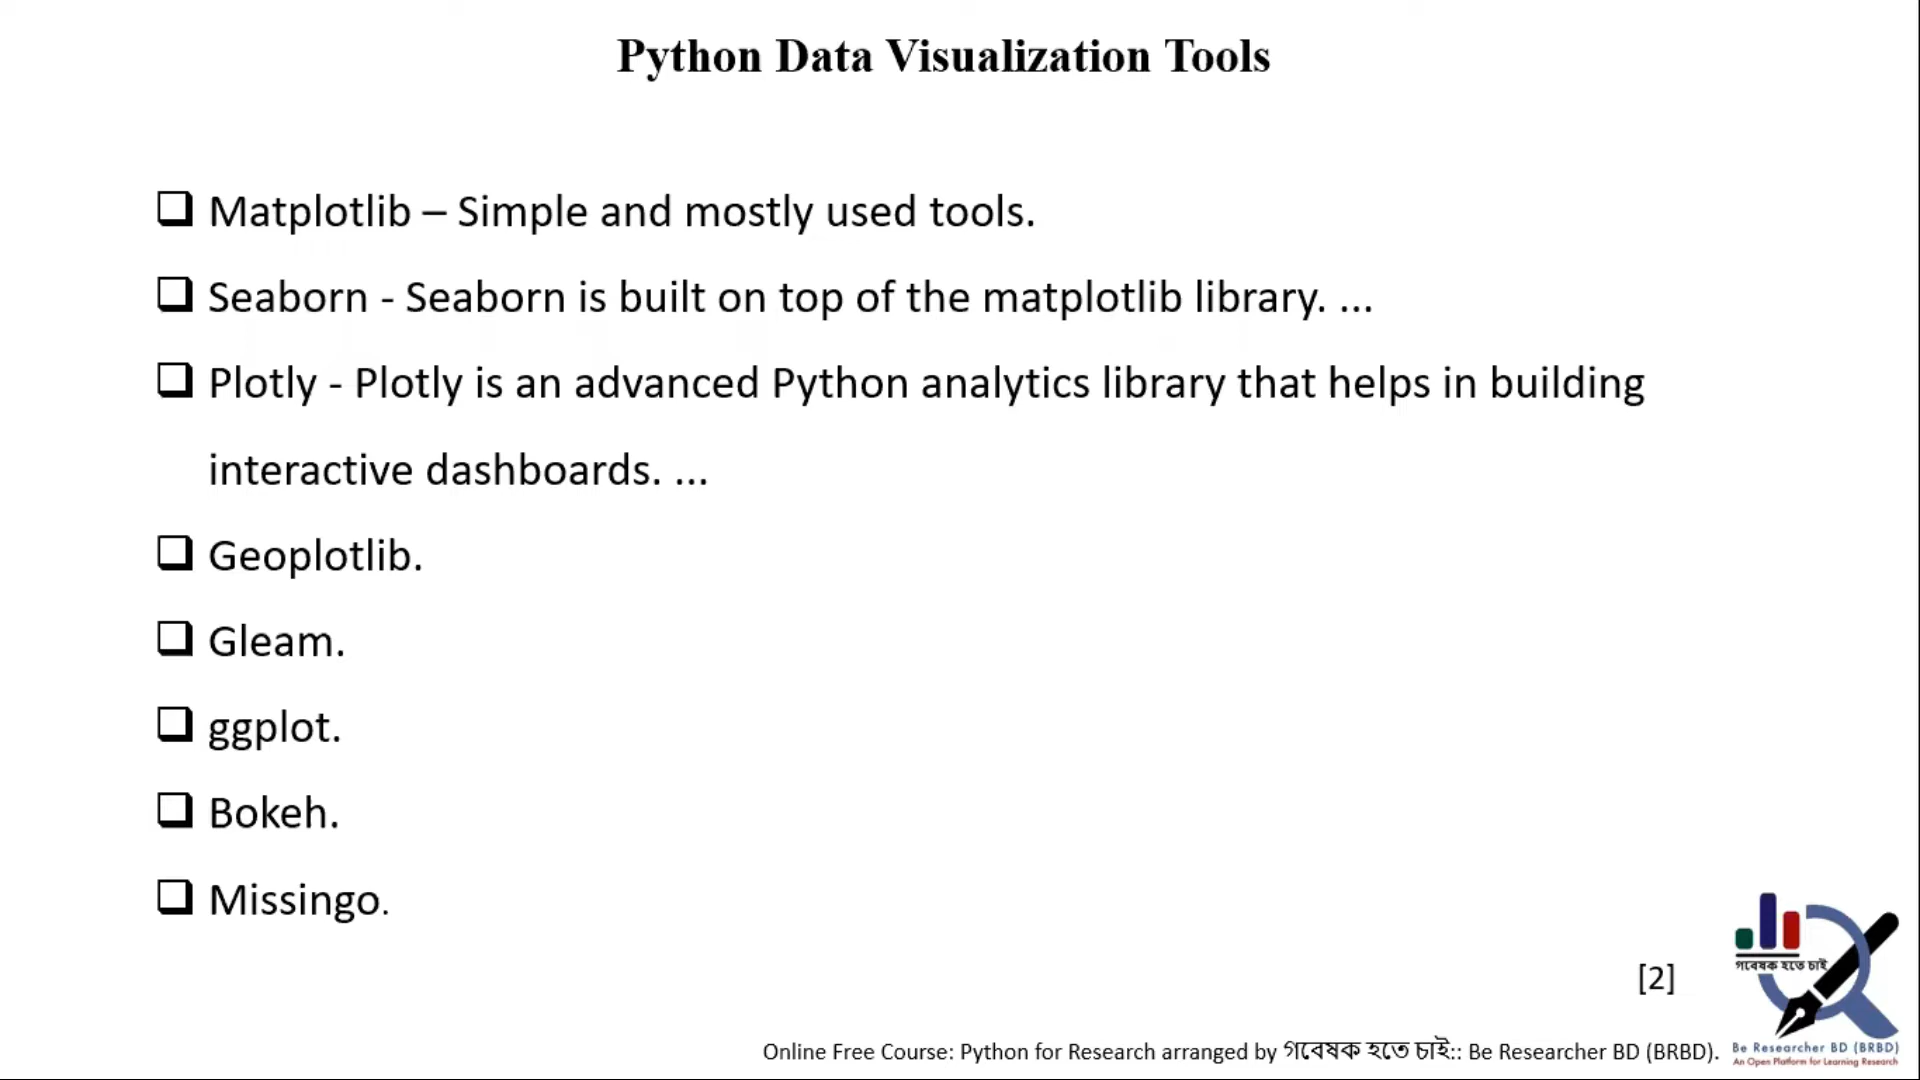 Python Data Visualization Tools
Matplotlib – Simple and mostly used tools.
Seaborn - Seaborn is built on top of the matplotlib library. ...
Plotly - Plotly is an advanced Python analytics library that helps in building
interactive dashboards. ...
Geoplotlib.
Gleam.
ggplot.
Bokeh.
Missingo.
[2]
গবেষক হতে চাই
Online Free Course: Python for Research arranged by গবেষক হতে চাই:: Be Researcher BD (BRBD).
Be Researcher BD (BRBD)
An Open Platform for Learning Research